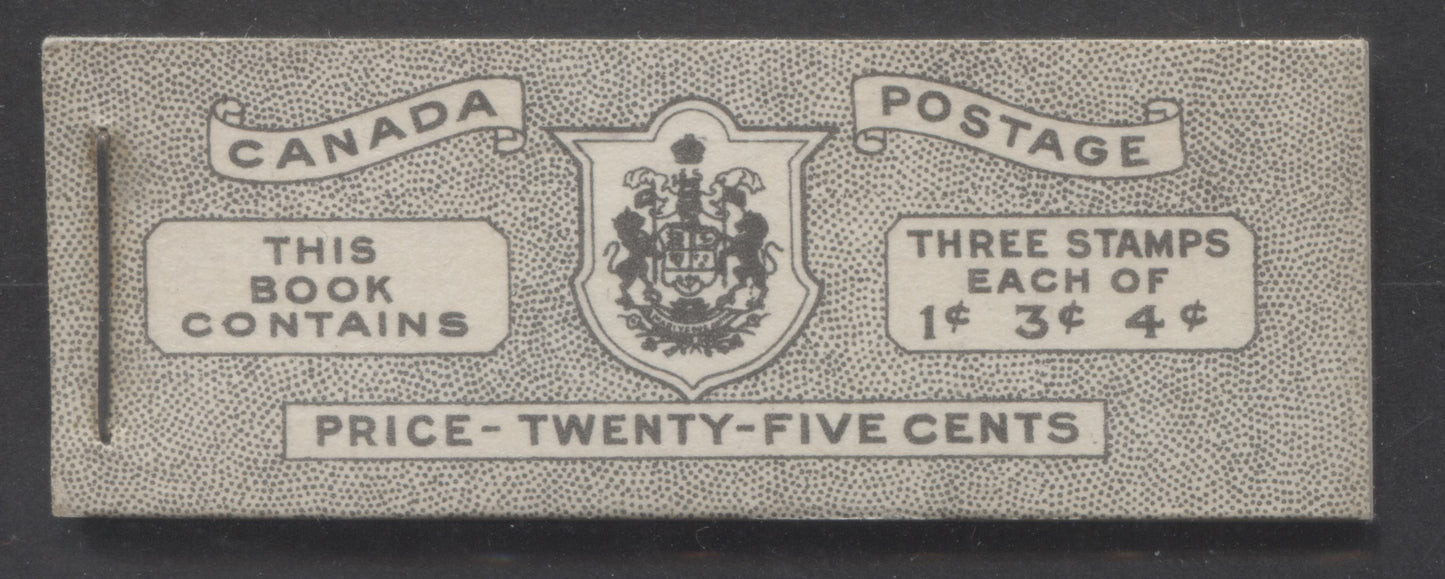 CANADA
POSTAGE
THIS
BOOK
CONTAINS
THREE STAMPS
EACH OF
1¢ 3¢ 4¢
PRICE - TWENTY-FIVE CENTS